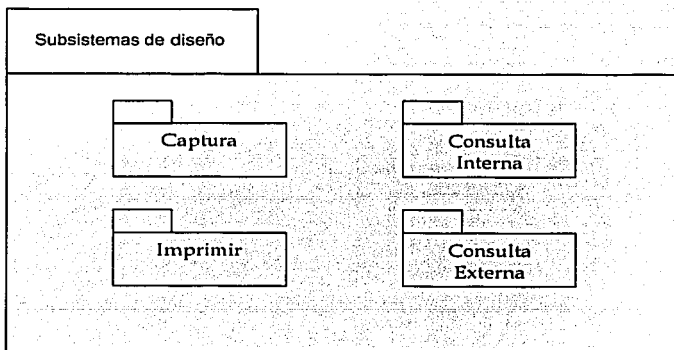 Subsistemas de diseño
Captura
Consulta
Interna
Imprimir
Consulta
Externa